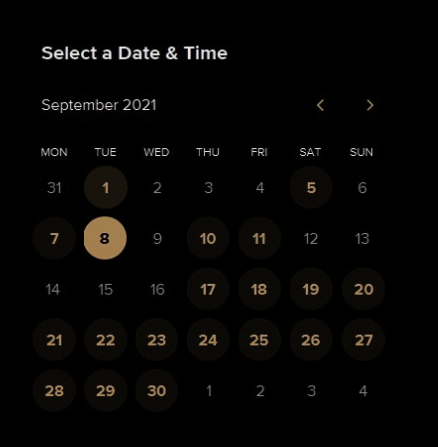 Select a Date & Time
September 2021
MON TUE WED THU FRI SAT SUN
31 1 2 3 4 5 6
7 8 9 10 11 12 13
14 15 16 17 18 19 20
21 22 23 24 25 26 27
28 29 30 1 2 3 4